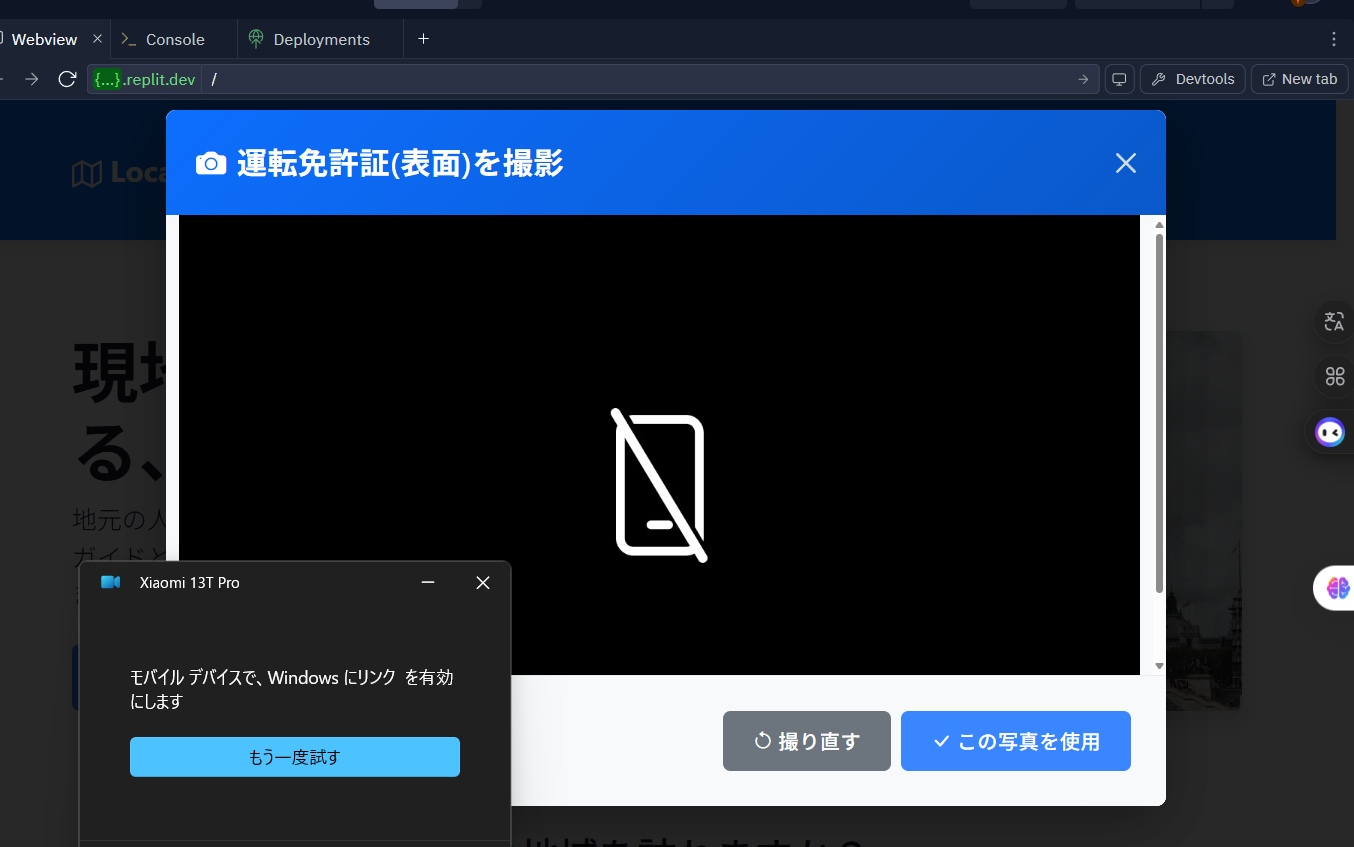 Webview
Console
Deployments
{...}.replit.dev
/
Devtools
New tab
運転免許証(表面)を撮影
Loca
現地
る、
地元の人
ガイドと
Xiaomi 13T Pro
モバイル デバイスで、Windows にリンク を有効
にします
もう一度試す
撮り直す
この写真を使用
地域を訪れますか?